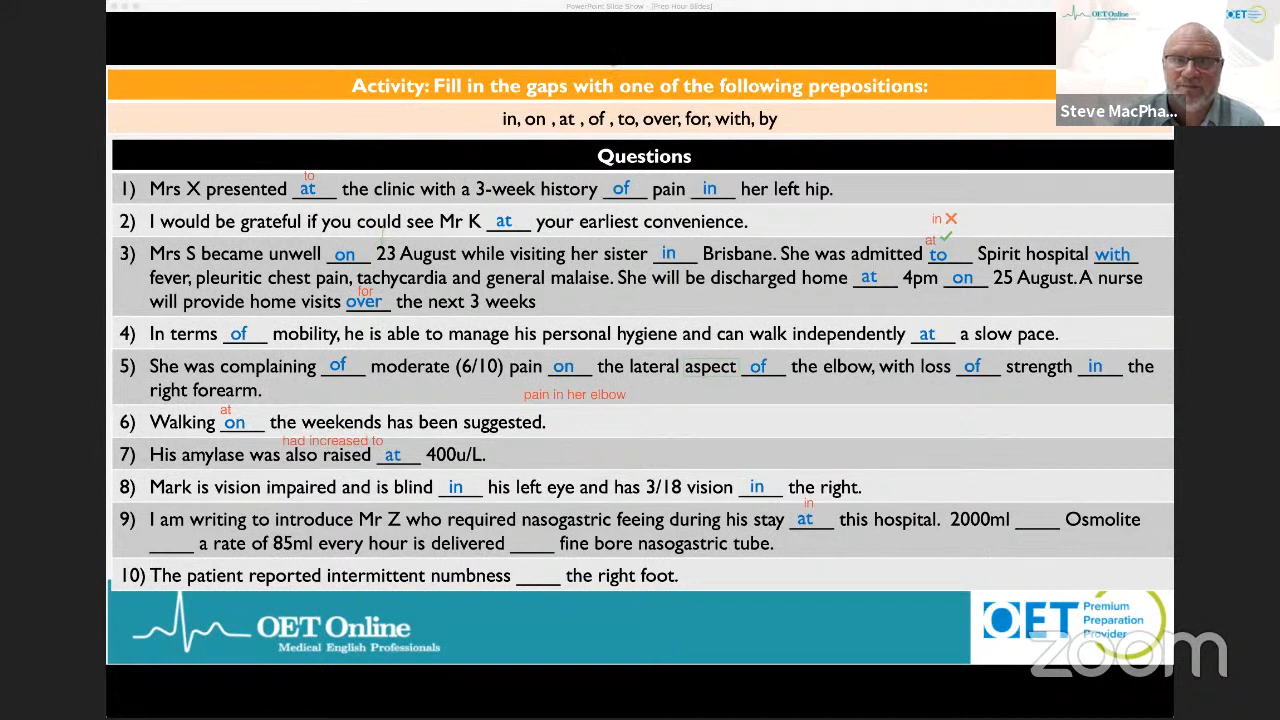 PowerPoint Slide Show - [Prep Hour Slides]
OET Online
OET
Steve MacPha...
Activity: Fill in the gaps with one of the following prepositions:
in, on , at , of , to, over, for, with, by
Questions
to
1) Mrs X presented at the clinic with a 3-week history of pain in her left hip.
2) I would be grateful if you could see Mr K at your earliest convenience.
in ✗
at ✓
3) Mrs S became unwell on 23 August while visiting her sister in Brisbane. She was admitted to Spirit hospital with
fever, pleuritic chest pain, tachycardia and general malaise. She will be discharged home at 4pm on 25 August. A nurse
for
will provide home visits over the next 3 weeks
4) In terms of mobility, he is able to manage his personal hygiene and can walk independently at a slow pace.
5) She was complaining of moderate (6/10) pain on the lateral aspect of the elbow, with loss of strength in the
right forearm.
pain in her elbow
at
6) Walking on the weekends has been suggested.
had increased to
7) His amylase was also raised at 400u/L.
8) Mark is vision impaired and is blind in his left eye and has 3/18 vision in the right.
in
9) I am writing to introduce Mr Z who required nasogastric feeing during his stay at this hospital. 2000ml ____ Osmolite
____ a rate of 85ml every hour is delivered ____ fine bore nasogastric tube.
10) The patient reported intermittent numbness ____ the right foot.
OET Online
Medical English Professionals
OET
Premium
Preparation
Provider
zoom